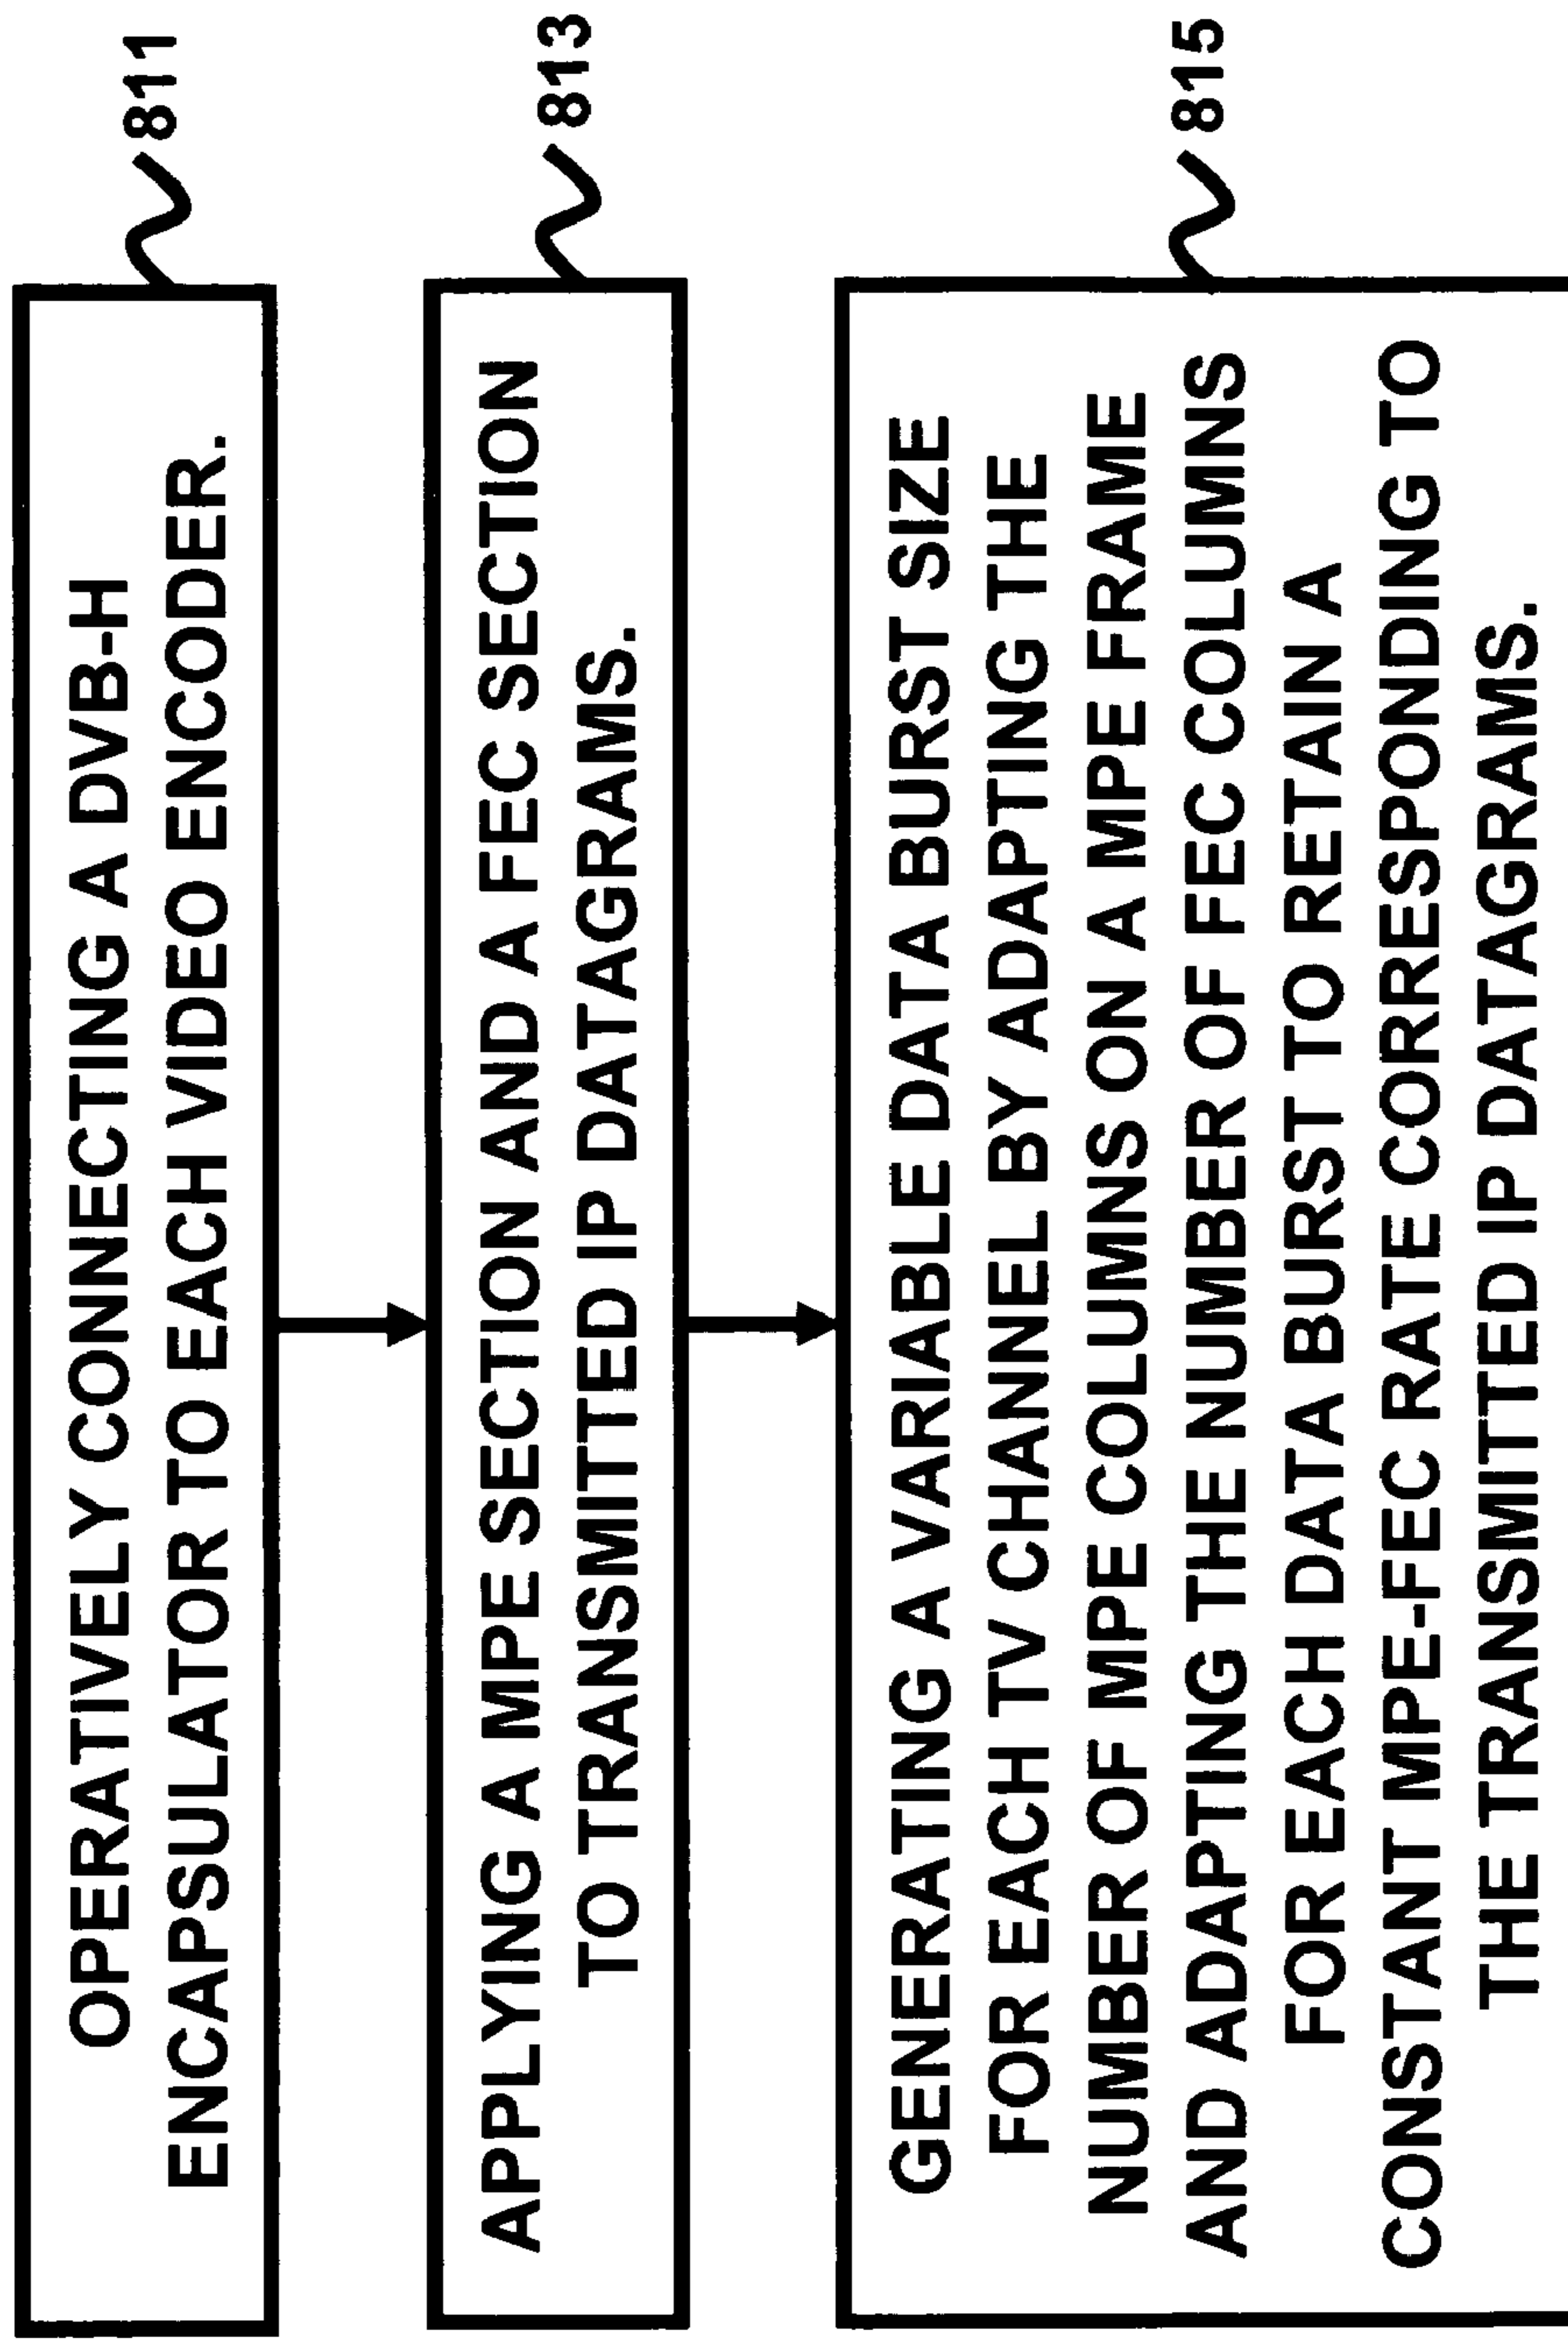 OPERATIVELY CONNECTING A DVB-H
ENCAPSULATOR TO EACH VIDEO ENCODER.
811
APPLYING A MPE SECTION AND A FEC SECTION
TO TRANSMITTED IP DATAGRAMS.
813
GENERATING A VARIABLE DATA BURST SIZE
FOR EACH TV CHANNEL BY ADAPTING THE
NUMBER OF MPE COLUMNS ON A MPE FRAME
AND ADAPTING THE NUMBER OF FEC COLUMNS
FOR EACH DATA BURST TO RETAIN A
CONSTANT MPE-FEC RATE CORRESPONDING TO
THE TRANSMITTED IP DATAGRAMS.
815